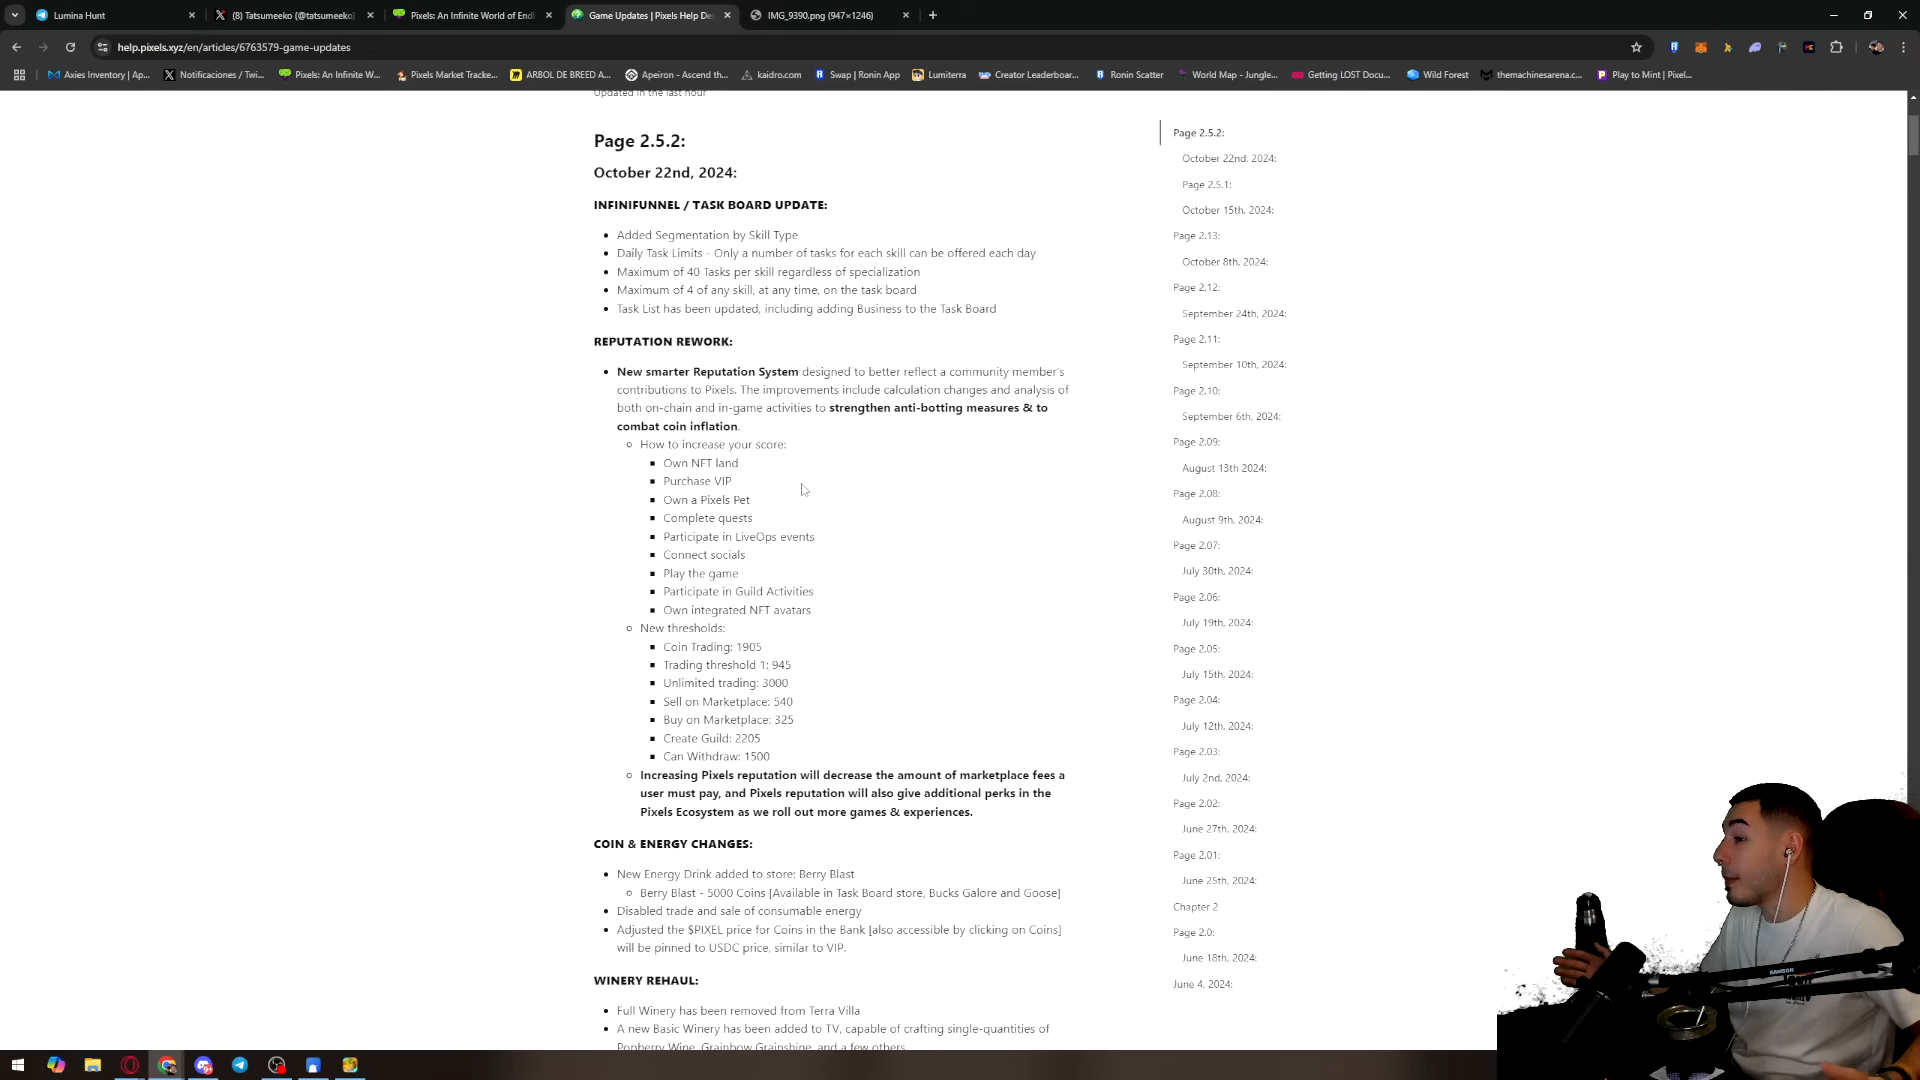 Lumina Hunt
(8) Tatsumeeko (@tatsumeeko)
Pixels: An Infinite World of Endl
Game Updates | Pixels Help De
IMG_9390.png (947×1246)
help.pixels.xyz/en/articles/6763579-game-updates
Axies Inventory | Ap...
Notificaciones / Twi...
Pixels: An Infinite W...
Pixels Market Tracke...
ARBOL DE BREED A...
Apeiron - Ascend th...
kaidro.com
Swap | Ronin App
Lumiterra
Creator Leaderboar...
Ronin Scatter
World Map - Jungle...
Getting LOST Docu...
Wild Forest
themachinesarena.c...
Play to Mint | Pixel...
Updated in the last hour
Page 2.5.2:
October 22nd, 2024:
INFINIFUNNEL / TASK BOARD UPDATE:
Added Segmentation by Skill Type
Daily Task Limits - Only a number of tasks for each skill can be offered each day
Maximum of 40 Tasks per skill regardless of specialization
Maximum of 4 of any skill, at any time, on the task board
Task List has been updated, including adding Business to the Task Board
REPUTATION REWORK:
New smarter Reputation System designed to better reflect a community member's
contributions to Pixels. The improvements include calculation changes and analysis of
both on-chain and in-game activities to strengthen anti-botting measures & to
combat coin inflation.
How to increase your score:
Own NFT land
Purchase VIP
Own a Pixels Pet
Complete quests
Participate in LiveOps events
Connect socials
Play the game
Participate in Guild Activities
Own integrated NFT avatars
New thresholds:
Coin Trading: 1905
Trading threshold 1: 945
Unlimited trading: 3000
Sell on Marketplace: 540
Buy on Marketplace: 325
Create Guild: 2205
Can Withdraw: 1500
Increasing Pixels reputation will decrease the amount of marketplace fees a
user must pay, and Pixels reputation will also give additional perks in the
Pixels Ecosystem as we roll out more games & experiences.
COIN & ENERGY CHANGES:
New Energy Drink added to store: Berry Blast
Berry Blast - 5000 Coins [Available in Task Board store, Bucks Galore and Goose]
Disabled trade and sale of consumable energy
Adjusted the $PIXEL price for Coins in the Bank [also accessible by clicking on Coins]
will be pinned to USDC price, similar to VIP.
WINERY REHAUL:
Full Winery has been removed from Terra Villa
A new Basic Winery has been added to TV, capable of crafting single-quantities of
Popberry Wine, Grainbow Grainshine, and a few others
Page 2.5.2:
October 22nd, 2024:
Page 2.5.1:
October 15th, 2024:
Page 2.13:
October 8th, 2024:
Page 2.12:
September 24th, 2024:
Page 2.11:
September 10th, 2024:
Page 2.10:
September 6th, 2024:
Page 2.09:
August 13th 2024:
Page 2.08:
August 9th, 2024:
Page 2.07:
July 30th, 2024:
Page 2.06:
July 19th, 2024:
Page 2.05:
July 15th, 2024:
Page 2.04:
July 12th, 2024:
Page 2.03:
July 2nd, 2024:
Page 2.02:
June 27th, 2024:
Page 2.01:
June 25th, 2024:
Chapter 2
Page 2.0:
June 18th, 2024:
June 4, 2024:
SAMSON